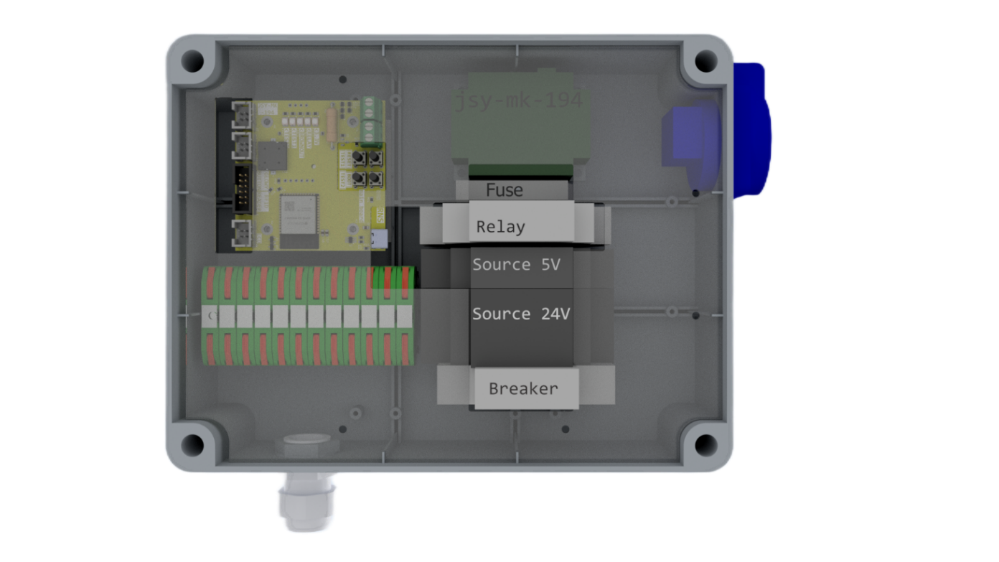 jsy-mk-194
Fuse
Relay
Source 5V
Source 24V
Breaker